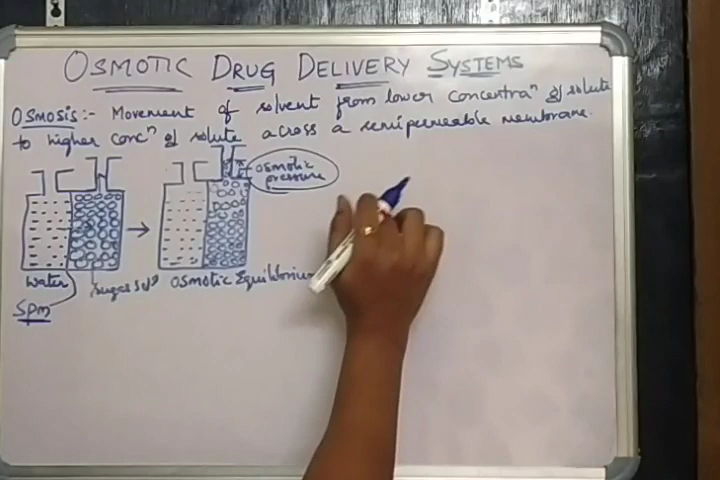 OSMOTIC DRUG DELIVERY SYSTEMS
OSMOSIS:- Movement of solvent from lower concentraⁿ of solute
to higher concⁿ of solute across a semipermeable membrane.
Osmotic
pressure
Water
Sugar Solⁿ
Osmotic Equilibrium
SPM